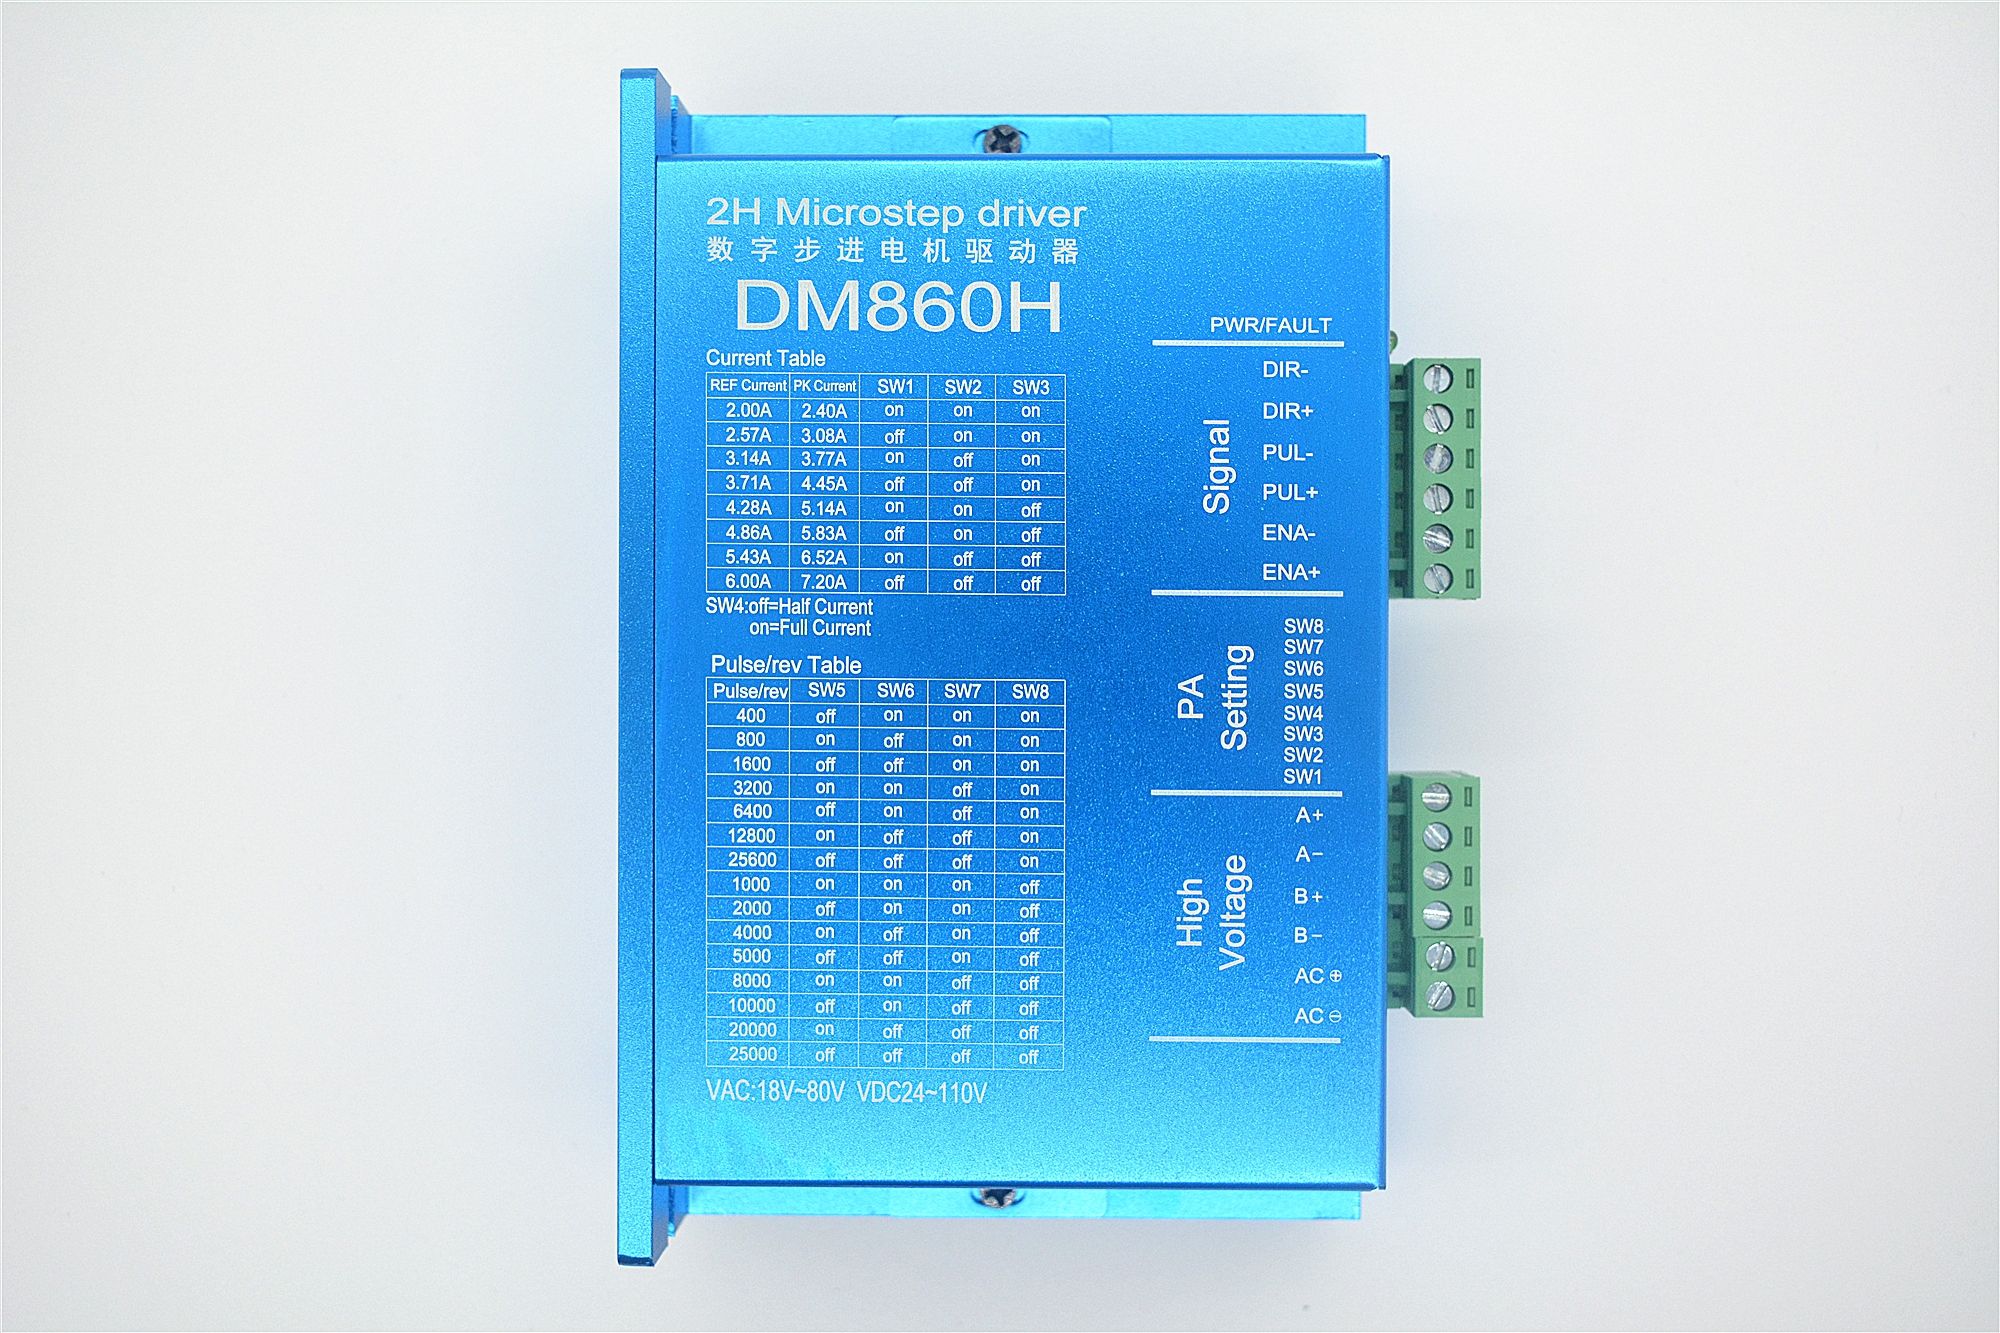 2H Microstep driver
数字步进电机驱动器
DM860H
Current Table
REF Current PK Current SW1 SW2 SW3
2.00A 2.40A on on on
2.57A 3.08A off on on
3.14A 3.77A on off on
3.71A 4.45A off off on
4.28A 5.14A on on off
4.86A 5.83A off on off
5.43A 6.52A on off off
6.00A 7.20A off off off
SW4:off=Half Current
on=Full Current
Pulse/rev Table
Pulse/rev SW5 SW6 SW7 SW8
400 off on on on
800 on off on on
1600 off off on on
3200 on on off on
6400 off on off on
12800 on off off on
25600 off off off on
1000 on on on off
2000 off on on off
4000 on off on off
5000 off off on off
8000 on on off off
10000 off on off off
20000 on off off off
25000 off off off off
VAC:18V~80V VDC24~110V
PWR/FAULT
Signal
DIR-
DIR+
PUL-
PUL+
ENA-
ENA+
PA
Setting
SW8
SW7
SW6
SW5
SW4
SW3
SW2
SW1
High
Voltage
A+
A−
B+
B−
AC⊕
AC⊖